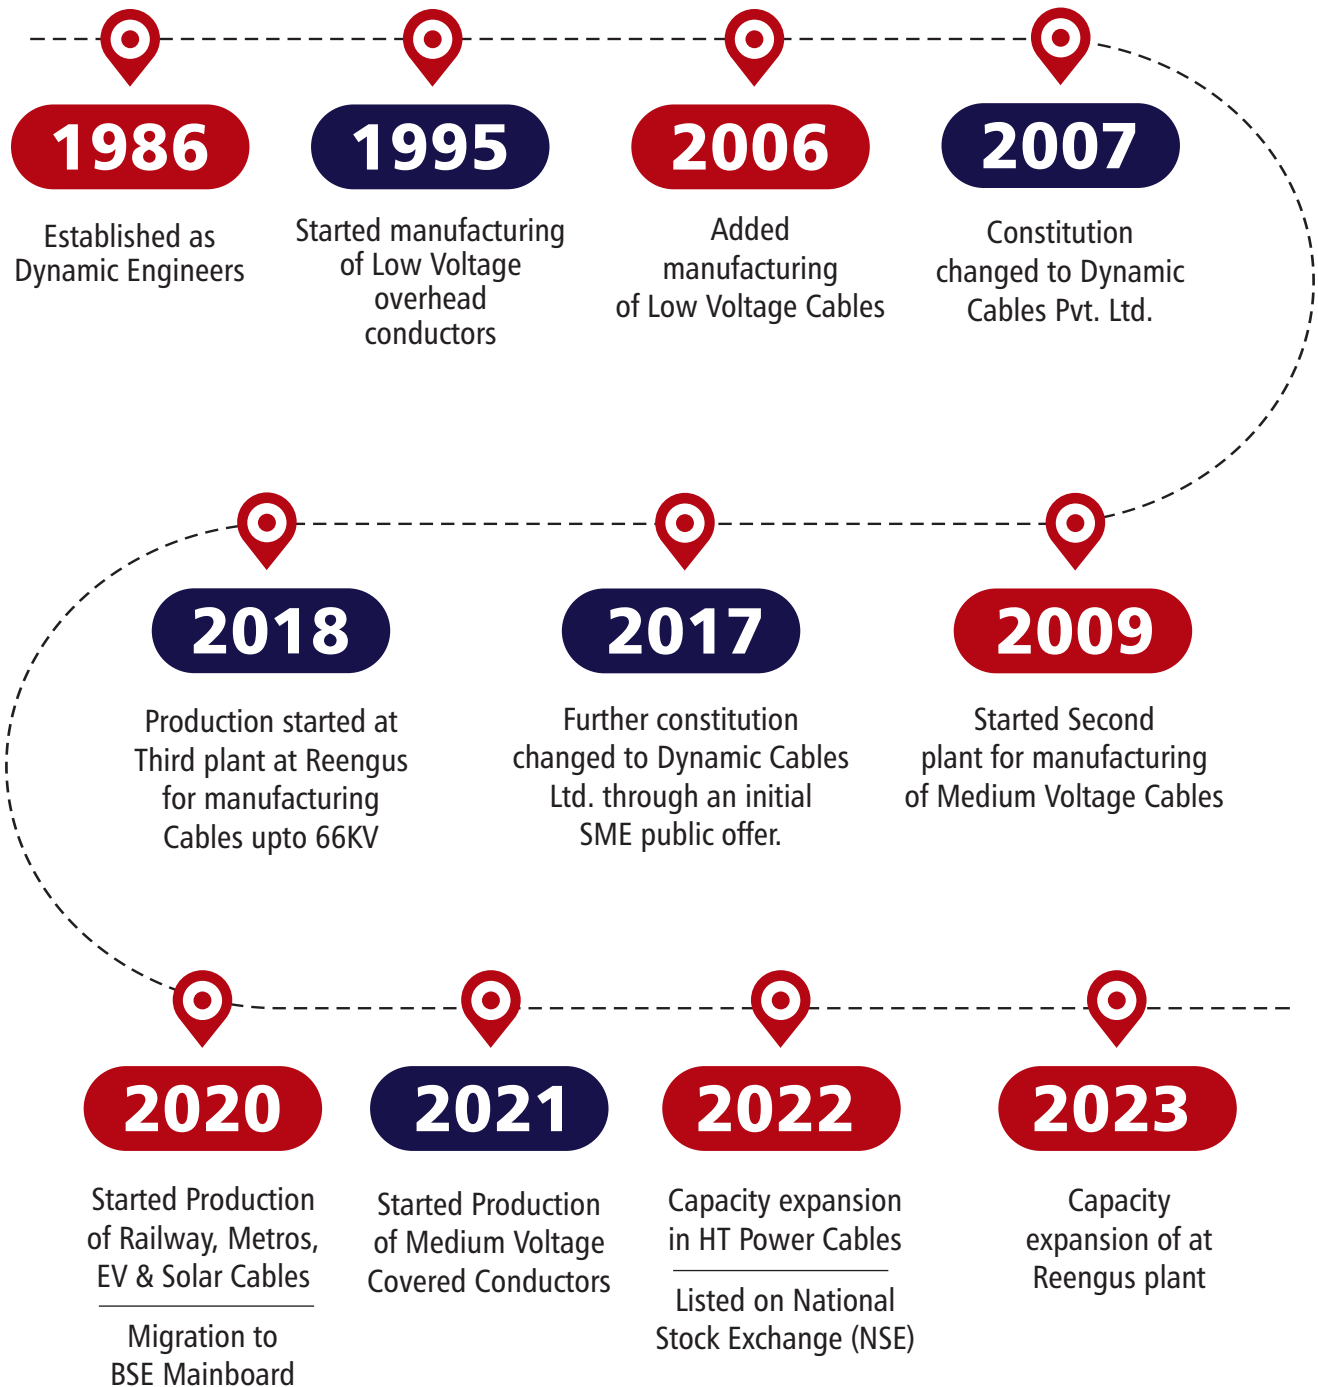 1986
Established as
Dynamic Engineers
1995
Started manufacturing
of Low Voltage
overhead
conductors
2006
Added
manufacturing
of Low Voltage Cables
2007
Constitution
changed to Dynamic
Cables Pvt. Ltd.
2009
Started Second
plant for manufacturing
of Medium Voltage Cables
2017
Further constitution
changed to Dynamic Cables
Ltd. through an initial
SME public offer.
2018
Production started at
Third plant at Reengus
for manufacturing
Cables upto 66KV
2020
Started Production
of Railway, Metros,
EV & Solar Cables
Migration to
BSE Mainboard
2021
Started Production
of Medium Voltage
Covered Conductors
2022
Capacity expansion
in HT Power Cables
Listed on National
Stock Exchange (NSE)
2023
Capacity
expansion of at
Reengus plant